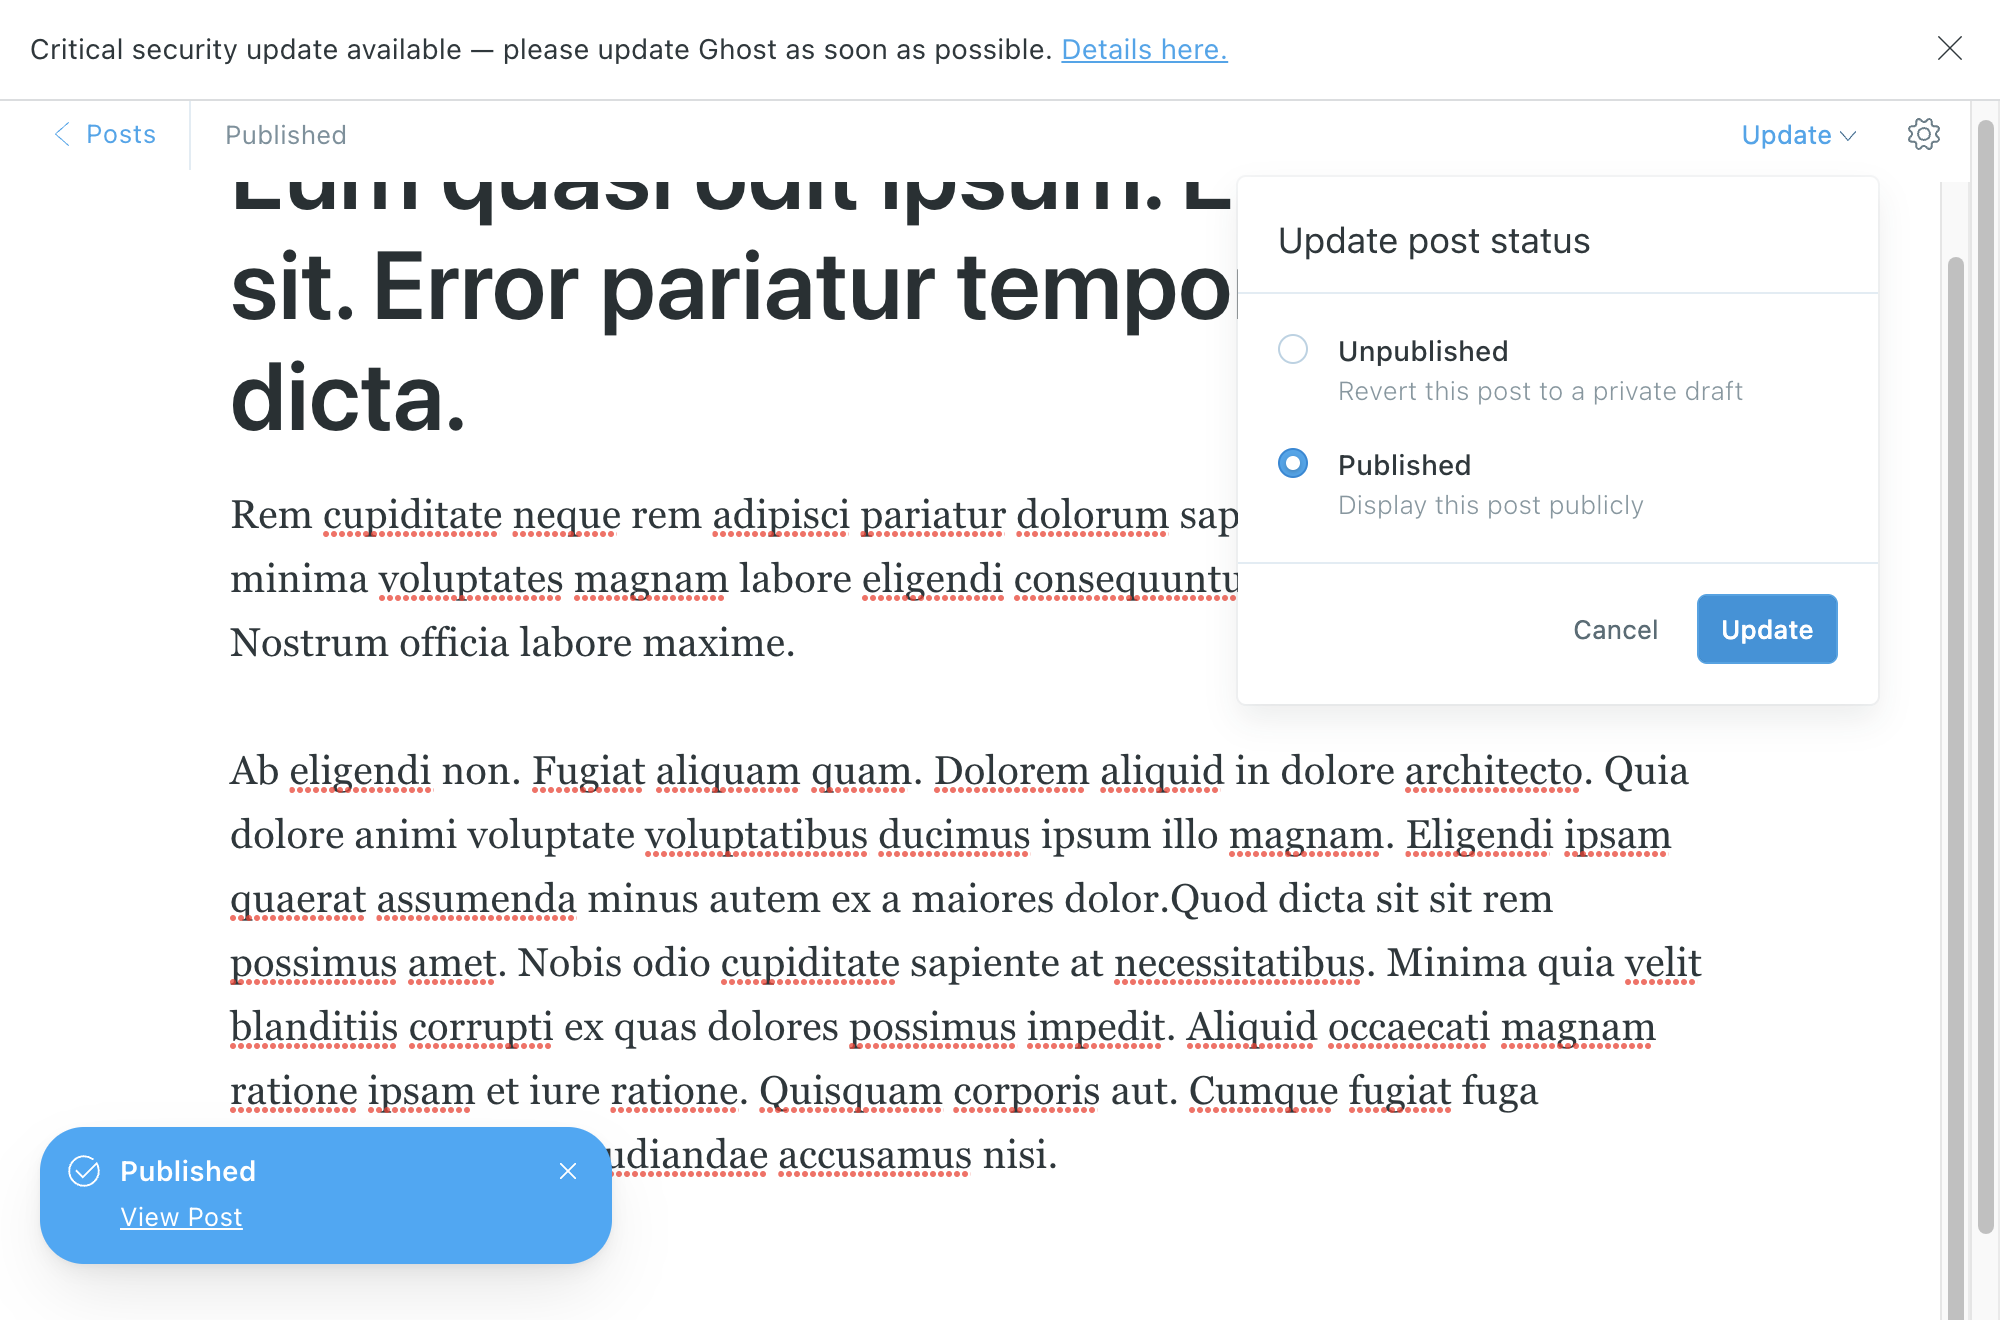 Critical security update available — please update Ghost as soon as possible. Details here.
Posts
Published
Update
Eum quasi odit ipsum. E
sit. Error pariatur tempo
dicta.
Rem cupiditate neque rem adipisci pariatur dolorum sap
minima voluptates magnam labore eligendi consequuntu
Nostrum officia labore maxime.
Update post status
Unpublished
Revert this post to a private draft
Published
Display this post publicly
Cancel
Update
Ab eligendi non. Fugiat aliquam quam. Dolorem aliquid in dolore architecto. Quia
dolore animi voluptate voluptatibus ducimus ipsum illo magnam. Eligendi ipsam
quaerat assumenda minus autem ex a maiores dolor.Quod dicta sit sit rem
possimus amet. Nobis odio cupiditate sapiente at necessitatibus. Minima quia velit
blanditiis corrupti ex quas dolores possimus impedit. Aliquid occaecati magnam
ratione ipsam et iure ratione. Quisquam corporis aut. Cumque fugiat fuga
udiandae accusamus nisi.
Published
View Post